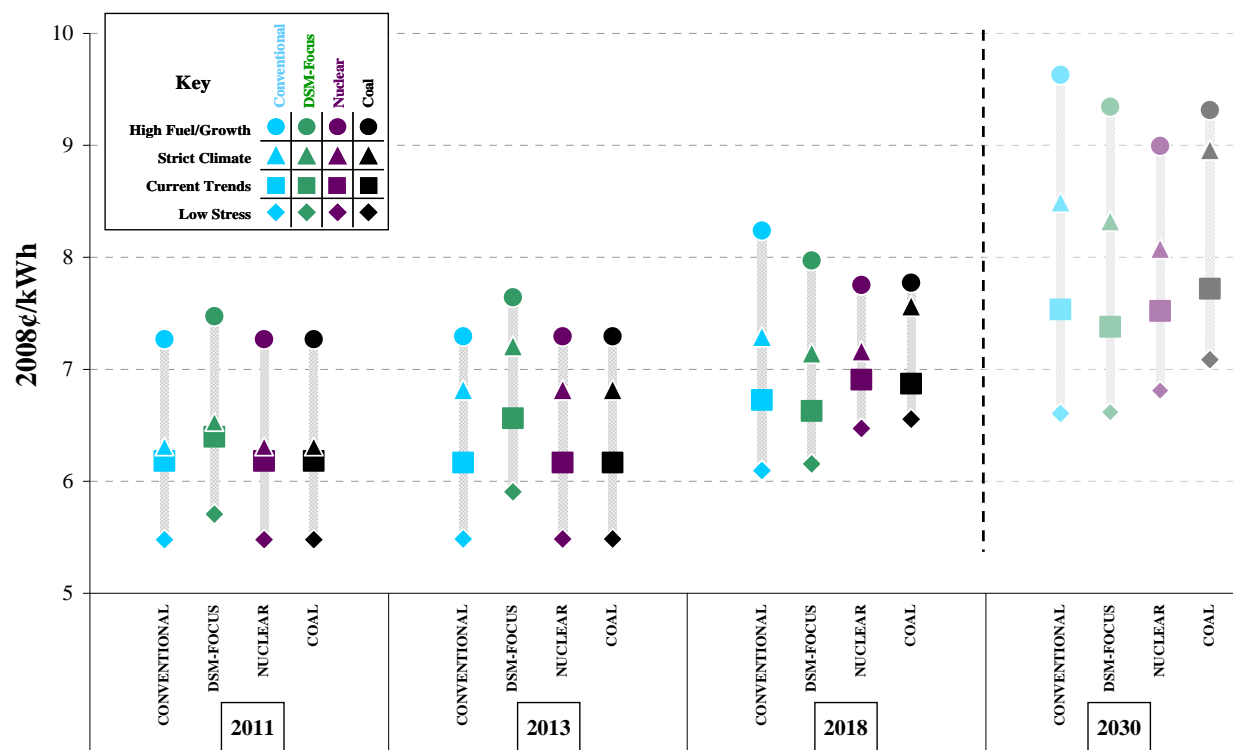 Key
Conventional
DSM-Focus
Nuclear
Coal
High Fuel/Growth
Strict Climate
Current Trends
Low Stress
2008¢/kWh
10
9
8
7
6
5
CONVENTIONAL
DSM-FOCUS
NUCLEAR
COAL
CONVENTIONAL
DSM-FOCUS
NUCLEAR
COAL
CONVENTIONAL
DSM-FOCUS
NUCLEAR
COAL
CONVENTIONAL
DSM-FOCUS
NUCLEAR
COAL
2011
2013
2018
2030